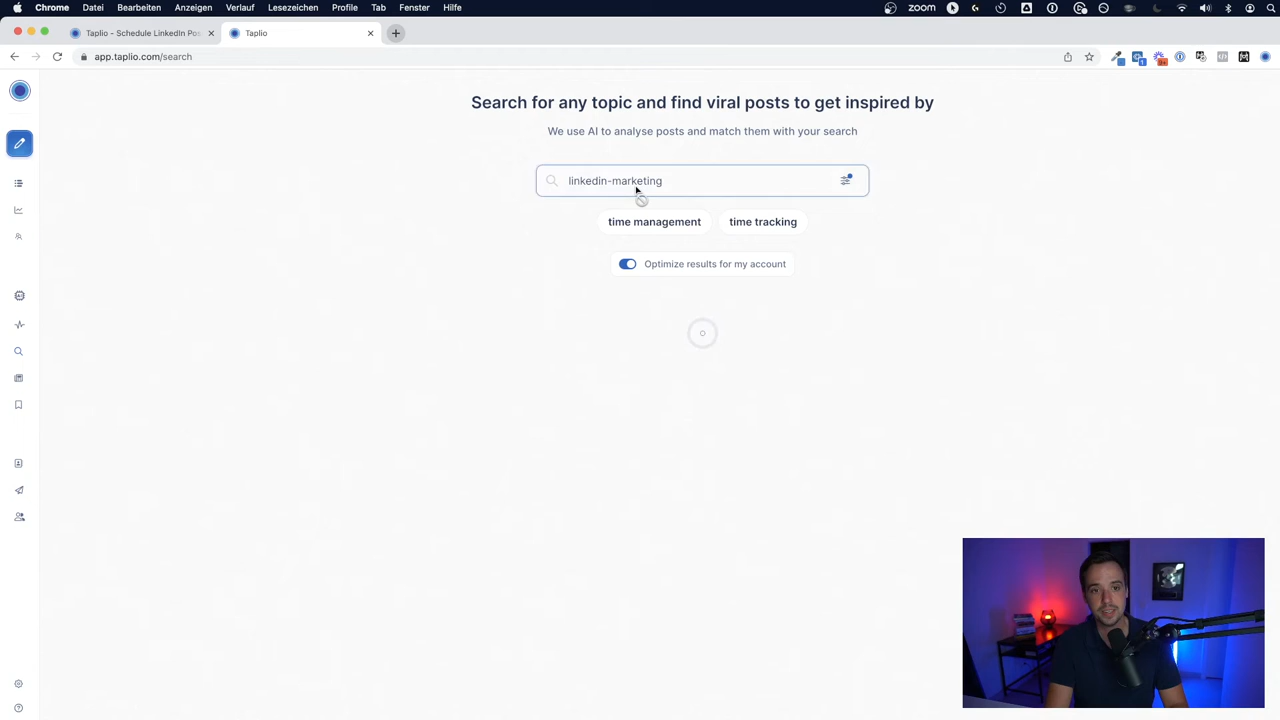 Chrome Datei Bearbeiten Anzeigen Verlauf Lesezeichen Profile Tab Fenster Hilfe zoom
Taplio - Schedule LinkedIn Pos
Taplio
app.taplio.com/search
Search for any topic and find viral posts to get inspired by
We use AI to analyse posts and match them with your search
linkedin-marketing
time management
time tracking
Optimize results for my account